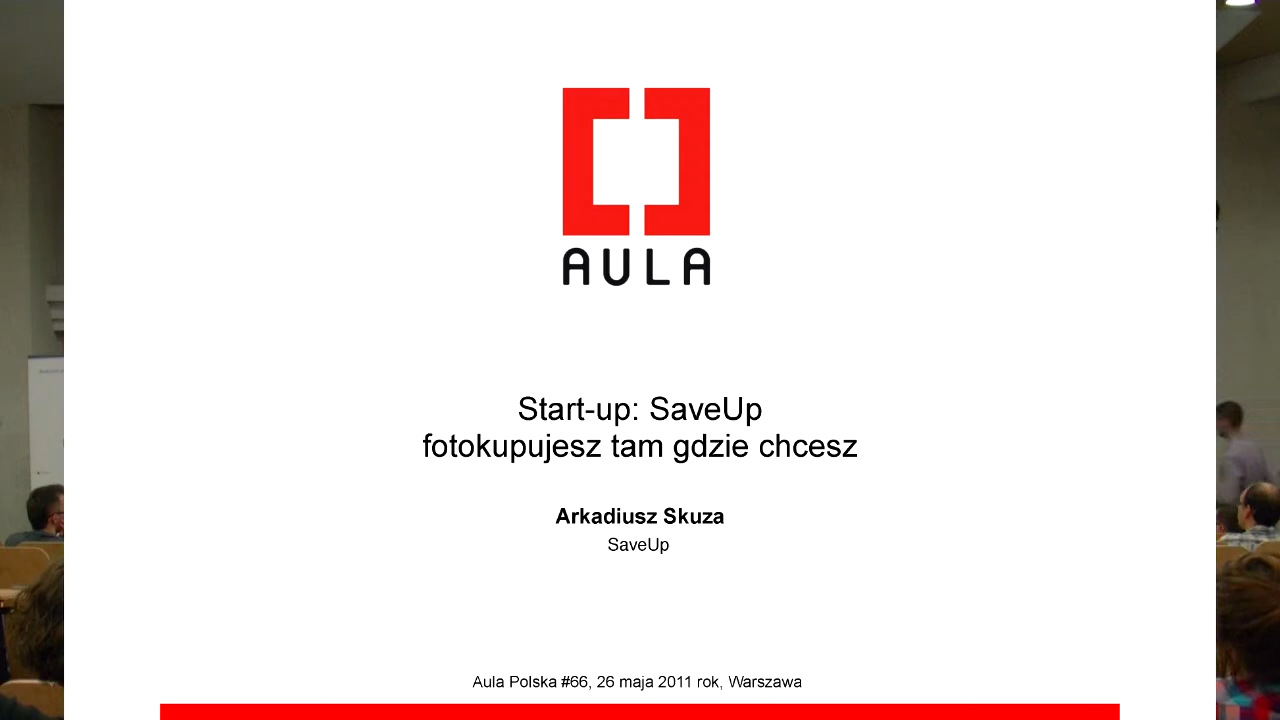 AULA
Start-up: SaveUp
fotokupujesz tam gdzie chcesz
Arkadiusz Skuza
SaveUp
Aula Polska #66, 26 maja 2011 rok, Warszawa